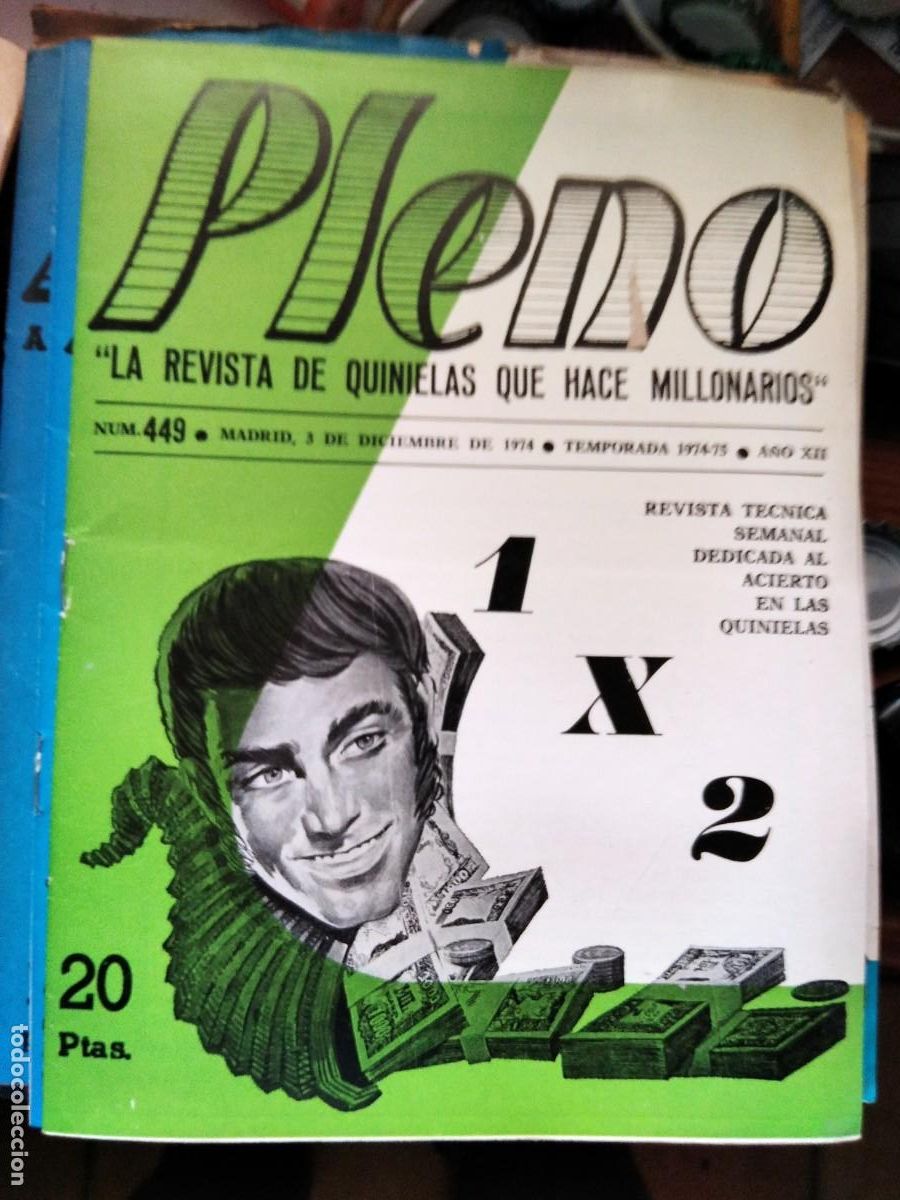 Pleno
"LA REVISTA DE QUINIELAS QUE HACE MILLONARIOS"
NUM. 449 • MADRID, 3 DE DICIEMBRE DE 1974 • TEMPORADA 1974-75 • AÑO XII
REVISTA TECNICA
SEMANAL
DEDICADA AL
ACIERTO
EN LAS
QUINIELAS
1
X
2
20
Ptas.
todocoleccion